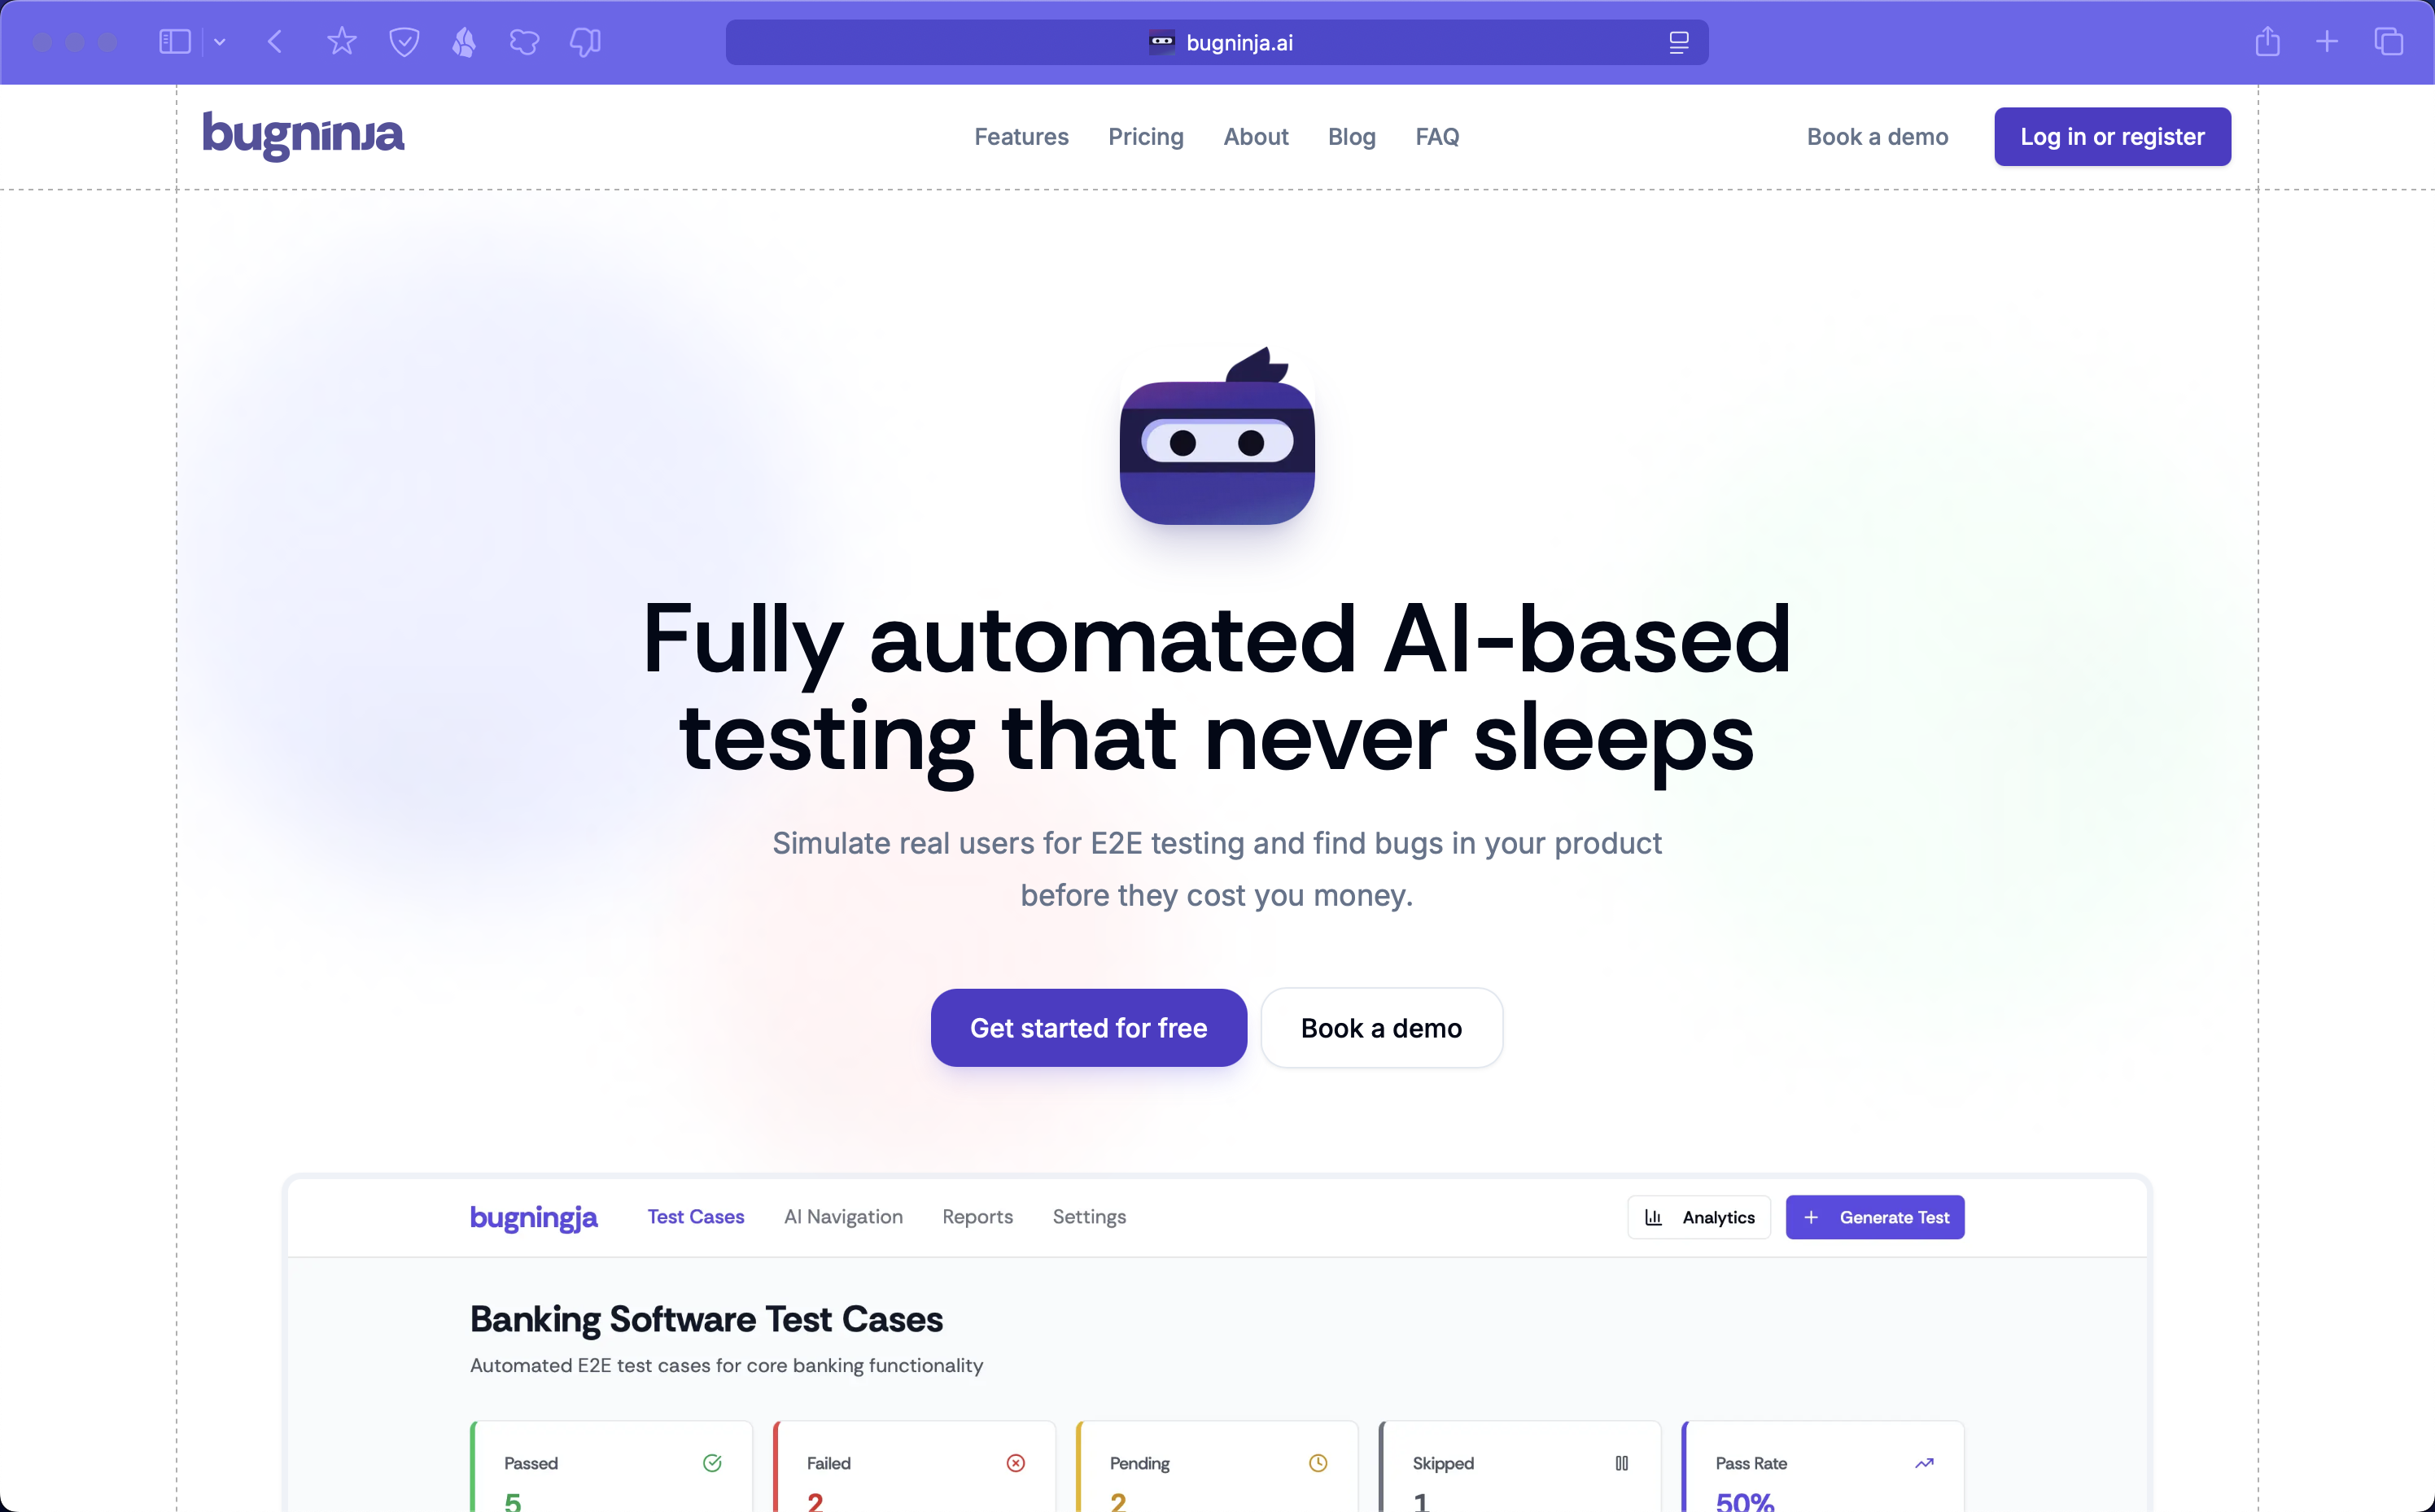 bugninja.ai
bugninja
Features Pricing About Blog FAQ
Book a demo
Log in or register
Fully automated AI-based
testing that never sleeps
Simulate real users for E2E testing and find bugs in your product
before they cost you money.
Get started for free
Book a demo
bugningja
Test Cases AI Navigation Reports Settings
Analytics
Generate Test
Banking Software Test Cases
Automated E2E test cases for core banking functionality
Passed
5
Failed
2
Pending
2
Skipped
1
Pass Rate
50%